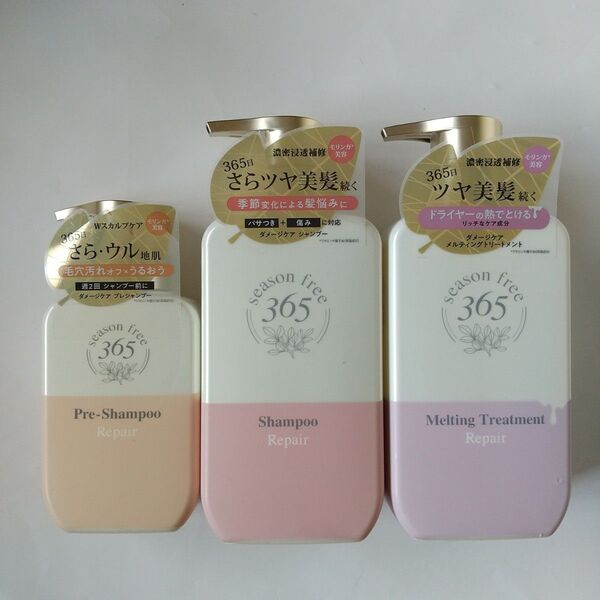 Wスカルプケア
モリンガ*
美容
365日
さら・ウル地肌
毛穴汚れオフ×うるおう
週2回 シャンプー前に
ダメージケア プレシャンプー
season free
365
Pre-Shampoo
Repair
濃密浸透補修
モリンガ*
美容
365日
さらツヤ美髪続く
季節変化による髪悩みに
パサつき + 傷み に対応
ダメージケア シャンプー
season free
365
Shampoo
Repair
濃密浸透補修
モリンガ*
美容
365日
ツヤ美髪続く
ドライヤーの熱でとける
リッチなケア成分
ダメージケア
メルティングトリートメント
season free
365
Melting Treatment
Repair